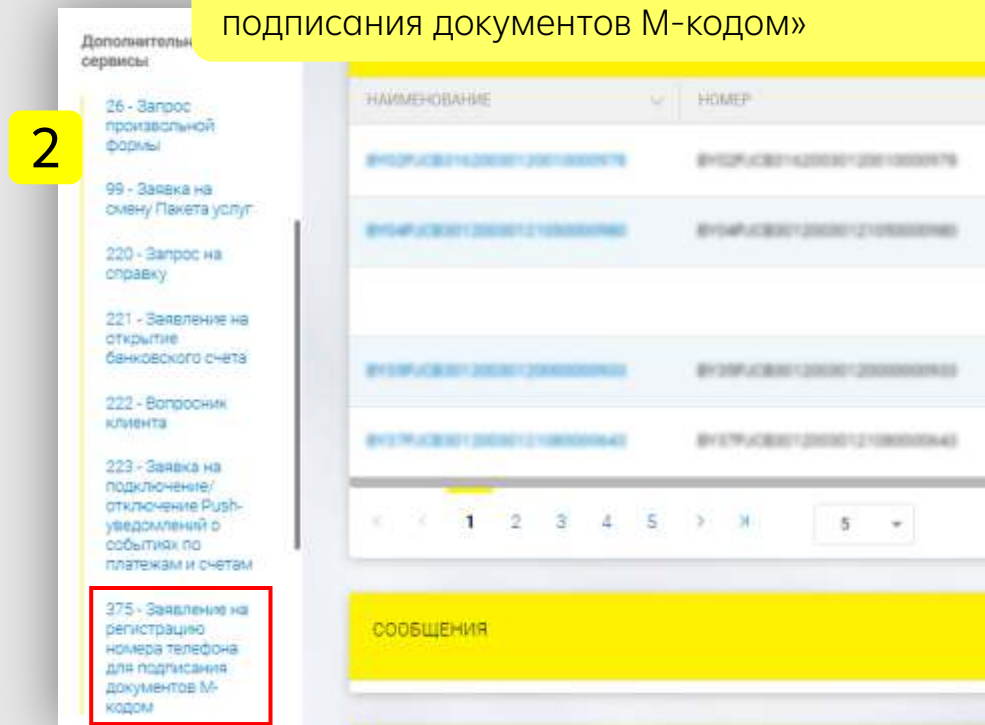 подписания документов М-кодом»
Дополнительн
сервисы
2
26 - Запрос
произвольной
формы
99 - Заявка на
смену Пакета услуг
220 - Запрос на
справку
221 - Заявление на
открытие
банковского счета
222 - Вопросник
клиента
223 - Заявка на
подключение/
отключение Push-
уведомлений о
событиях по
платежам и счетам
375 - Заявление на
регистрацию
номера телефона
для подписания
документов М-
кодом
НАИМЕНОВАНИЕ НОМЕР
1 2 3 4 5 5
СООБЩЕНИЯ